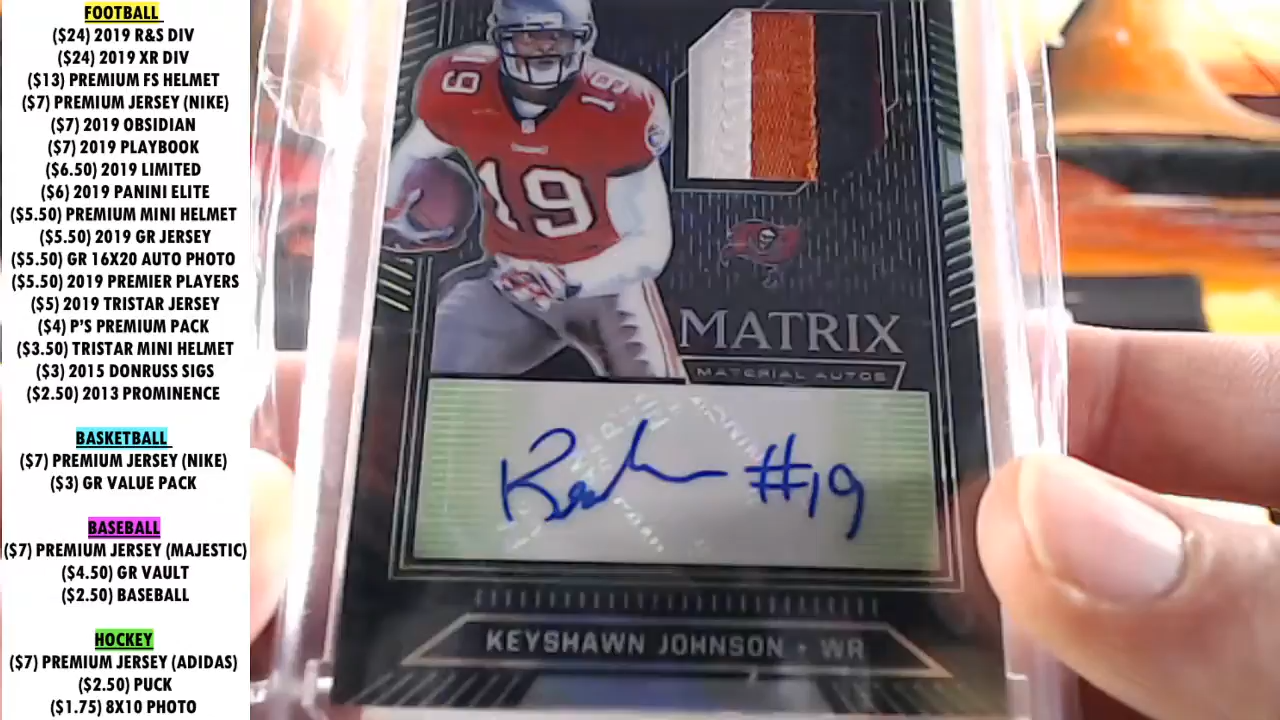 FOOTBALL
($24) 2019 R&S DIV
($24) 2019 XR DIV
($13) PREMIUM FS HELMET
($7) PREMIUM JERSEY (NIKE)
($7) 2019 OBSIDIAN
($7) 2019 PLAYBOOK
($6.50) 2019 LIMITED
($6) 2019 PANINI ELITE
($5.50) PREMIUM MINI HELMET
($5.50) 2019 GR JERSEY
($5.50) GR 16X20 AUTO PHOTO
($5.50) 2019 PREMIER PLAYERS
($5) 2019 TRISTAR JERSEY
($4) P'S PREMIUM PACK
($3.50) TRISTAR MINI HELMET
($3) 2015 DONRUSS SIGS
($2.50) 2013 PROMINENCE
BASKETBALL
($7) PREMIUM JERSEY (NIKE)
($3) GR VALUE PACK
BASEBALL
($7) PREMIUM JERSEY (MAJESTIC)
($4.50) GR VAULT
($2.50) BASEBALL
HOCKEY
($7) PREMIUM JERSEY (ADIDAS)
($2.50) PUCK
($1.75) 8X10 PHOTO
19
19
19
MATRIX
MATERIAL AUTOS
#19
KEYSHAWN JOHNSON · WR